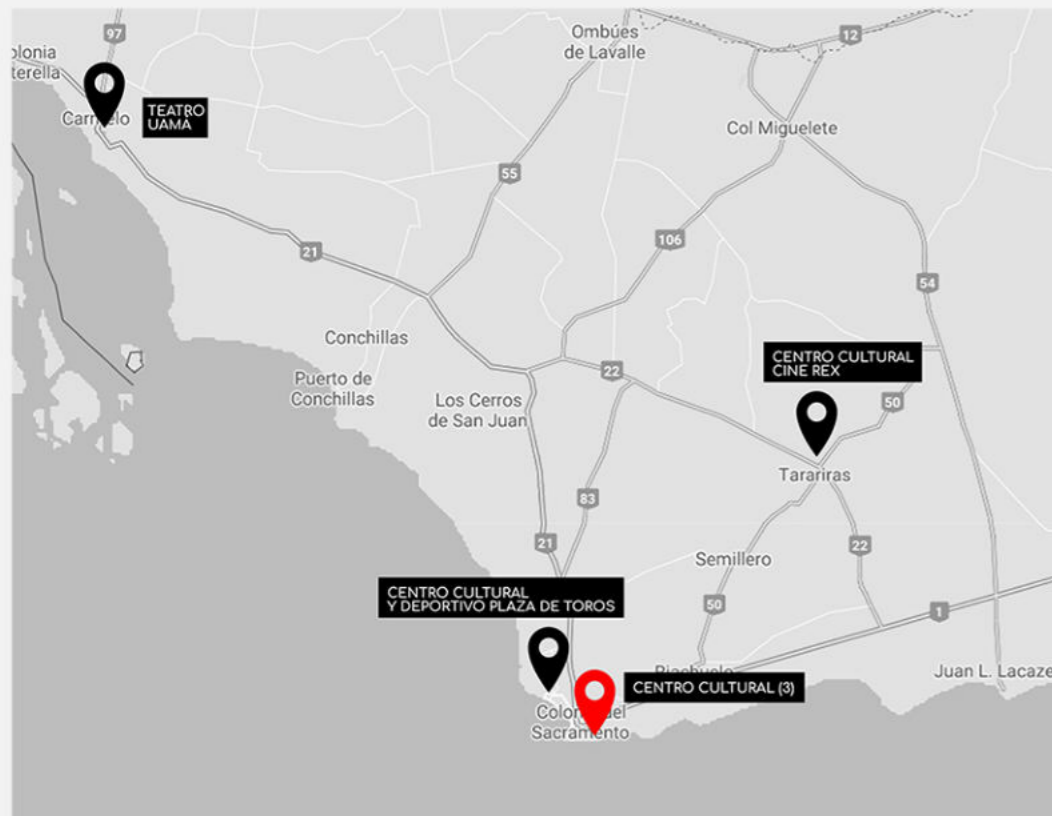 97
Ombúes
de Lavalle
12
olonia
terella
TEATRO
UAMÁ
Col Miguelete
55
106
21
54
Conchillas
CENTRO CULTURAL
CINE REX
22
Puerto de
Conchillas
Los Cerros
de San Juan
50
Tarariras
83
21
22
Semillero
CENTRO CULTURAL
Y DEPORTIVO PLAZA DE TOROS
50
1
Juan L. Lacaze
CENTRO CULTURAL (3)
del
Sacramento